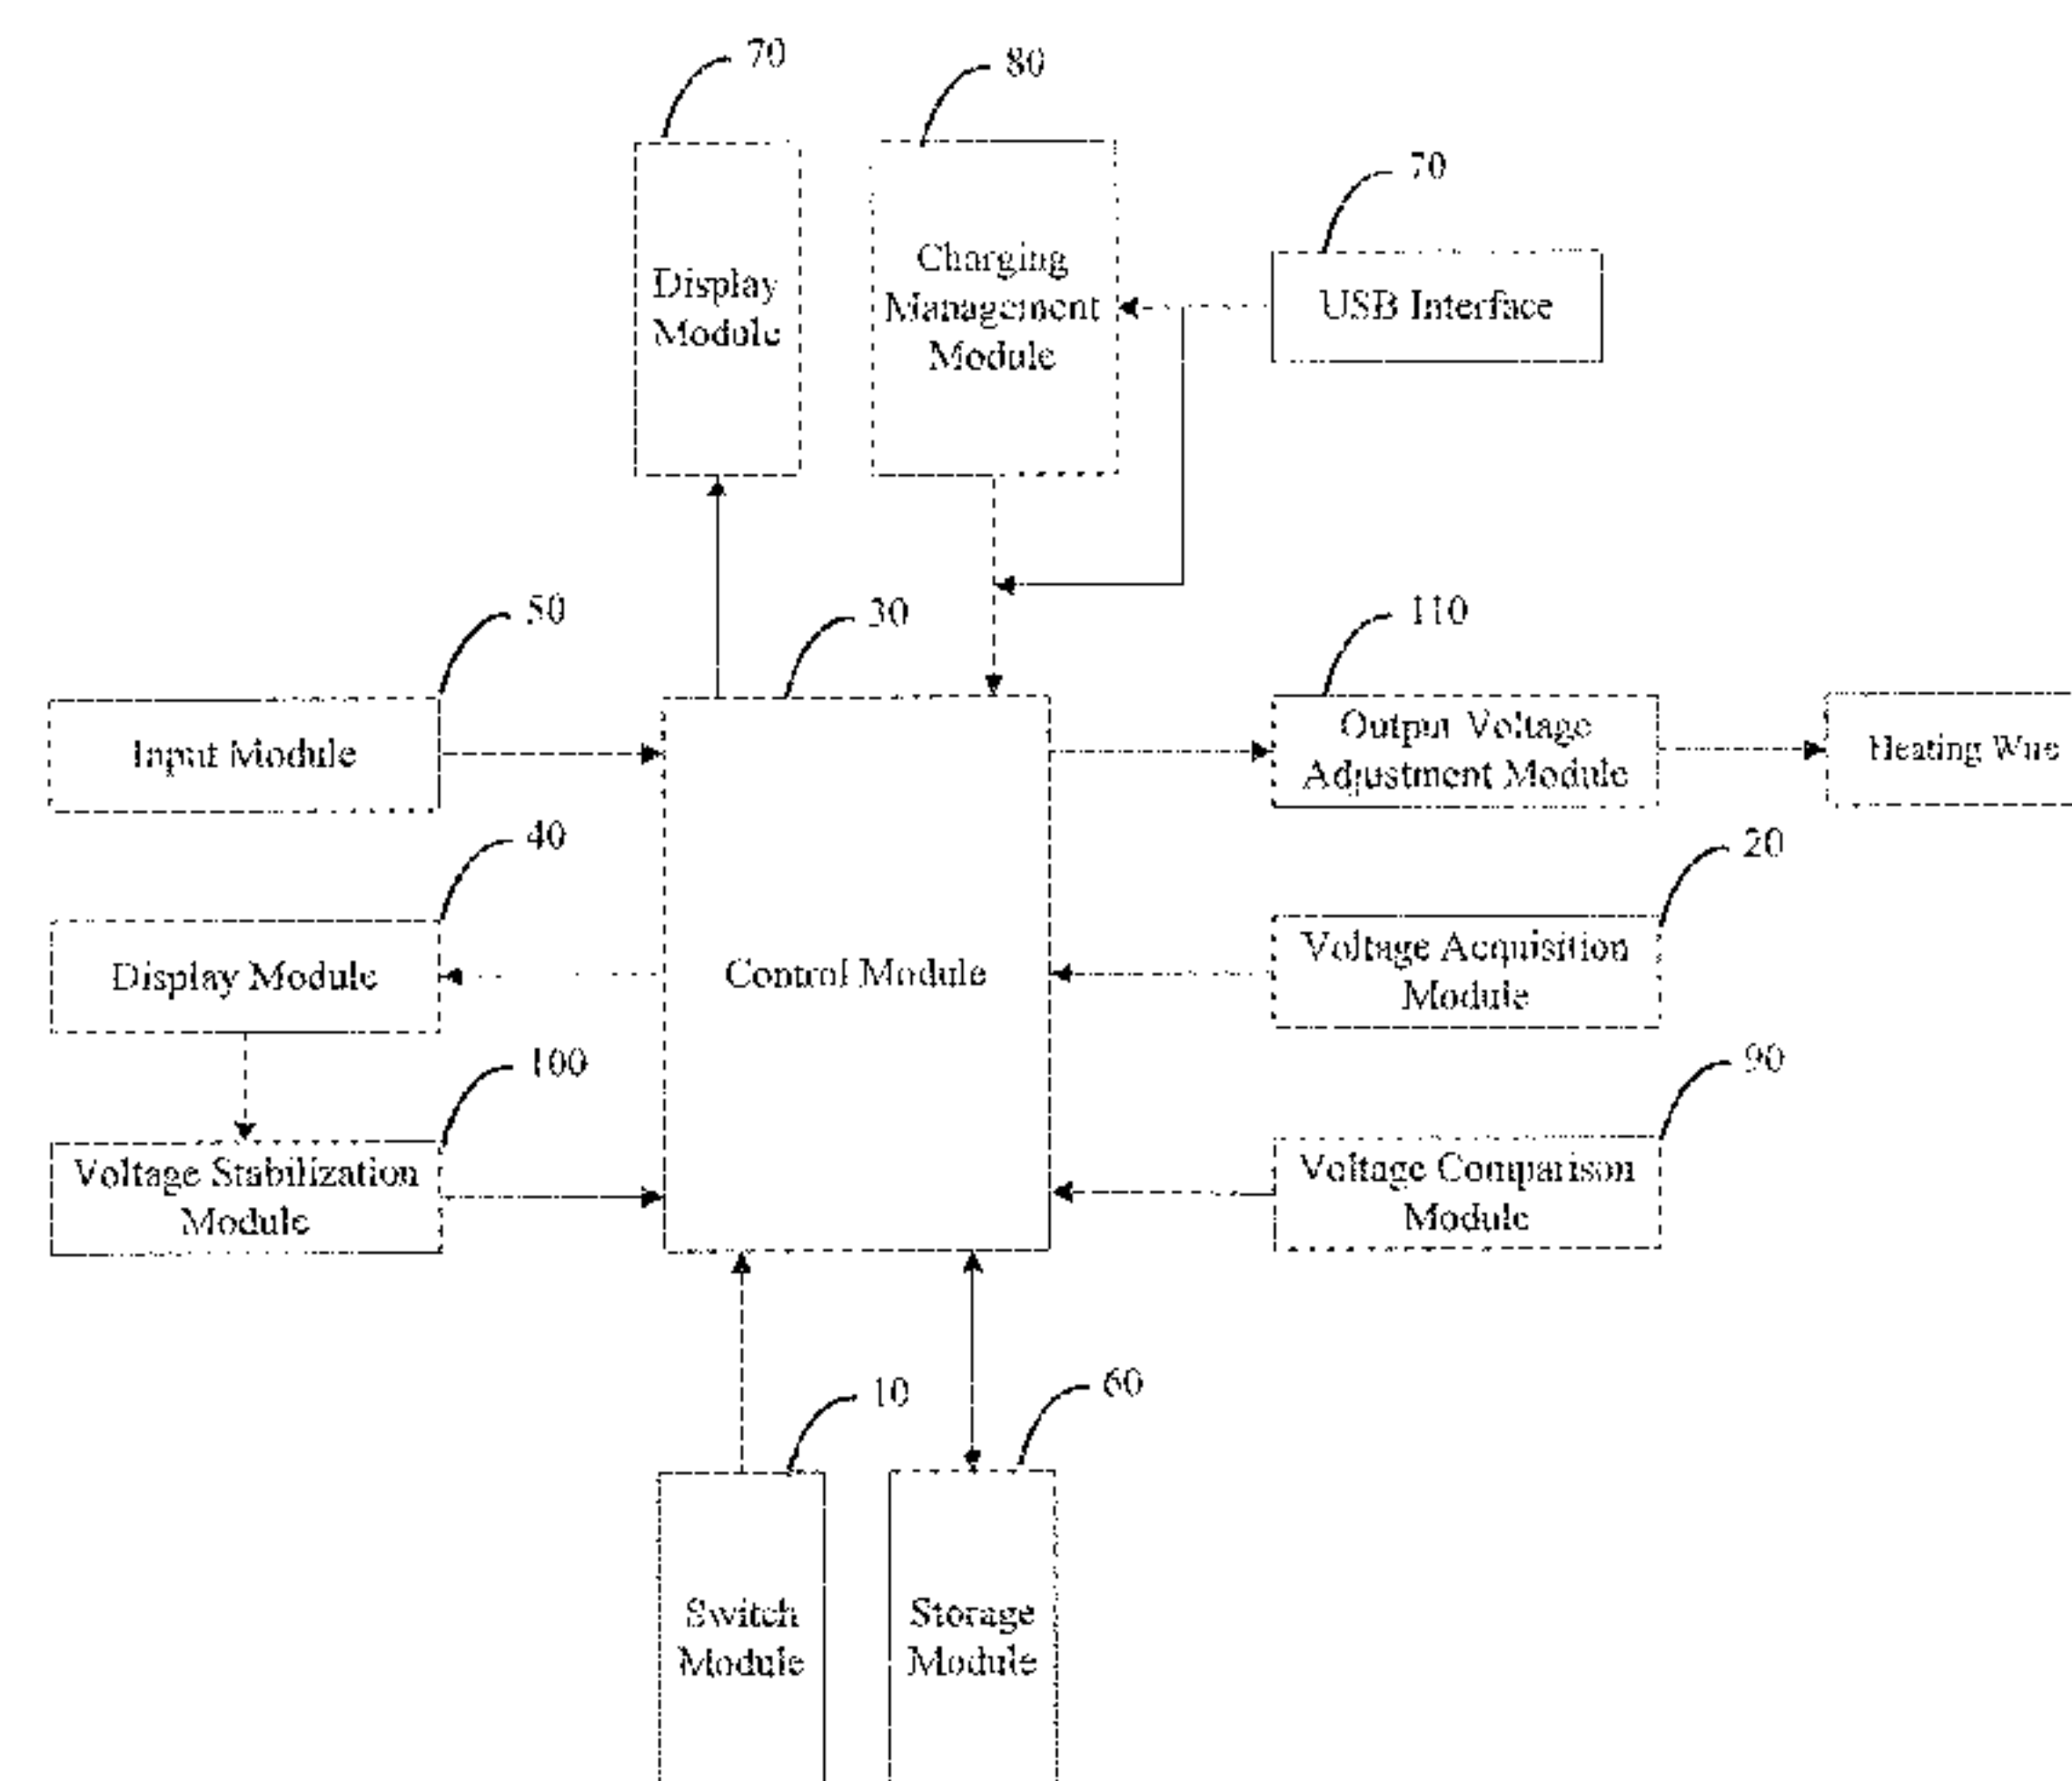 70
80
70
Display
Module
Charging
Management
Module
USB Interface
50
30
110
Input Module
Output Voltage
Adjustment Module
Heating Wire
40
20
Display Module
Control Module
Voltage Acquisition
Module
100
90
Voltage Stabilization
Module
Voltage Comparison
Module
10
60
Switch
Module
Storage
Module